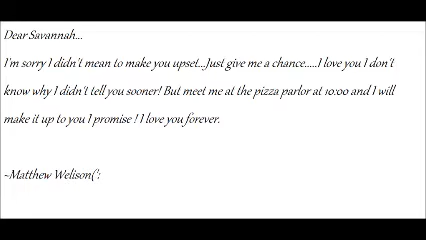 Dear Savannah...
I'm sorry I didn't mean to make you upset...Just give me a chance.....I love you I don't
know why I didn't tell you sooner! But meet me at the pizza parlor at 10:00 and I will
make it up to you I promise ! I love you forever.
~Matthew Welison(':